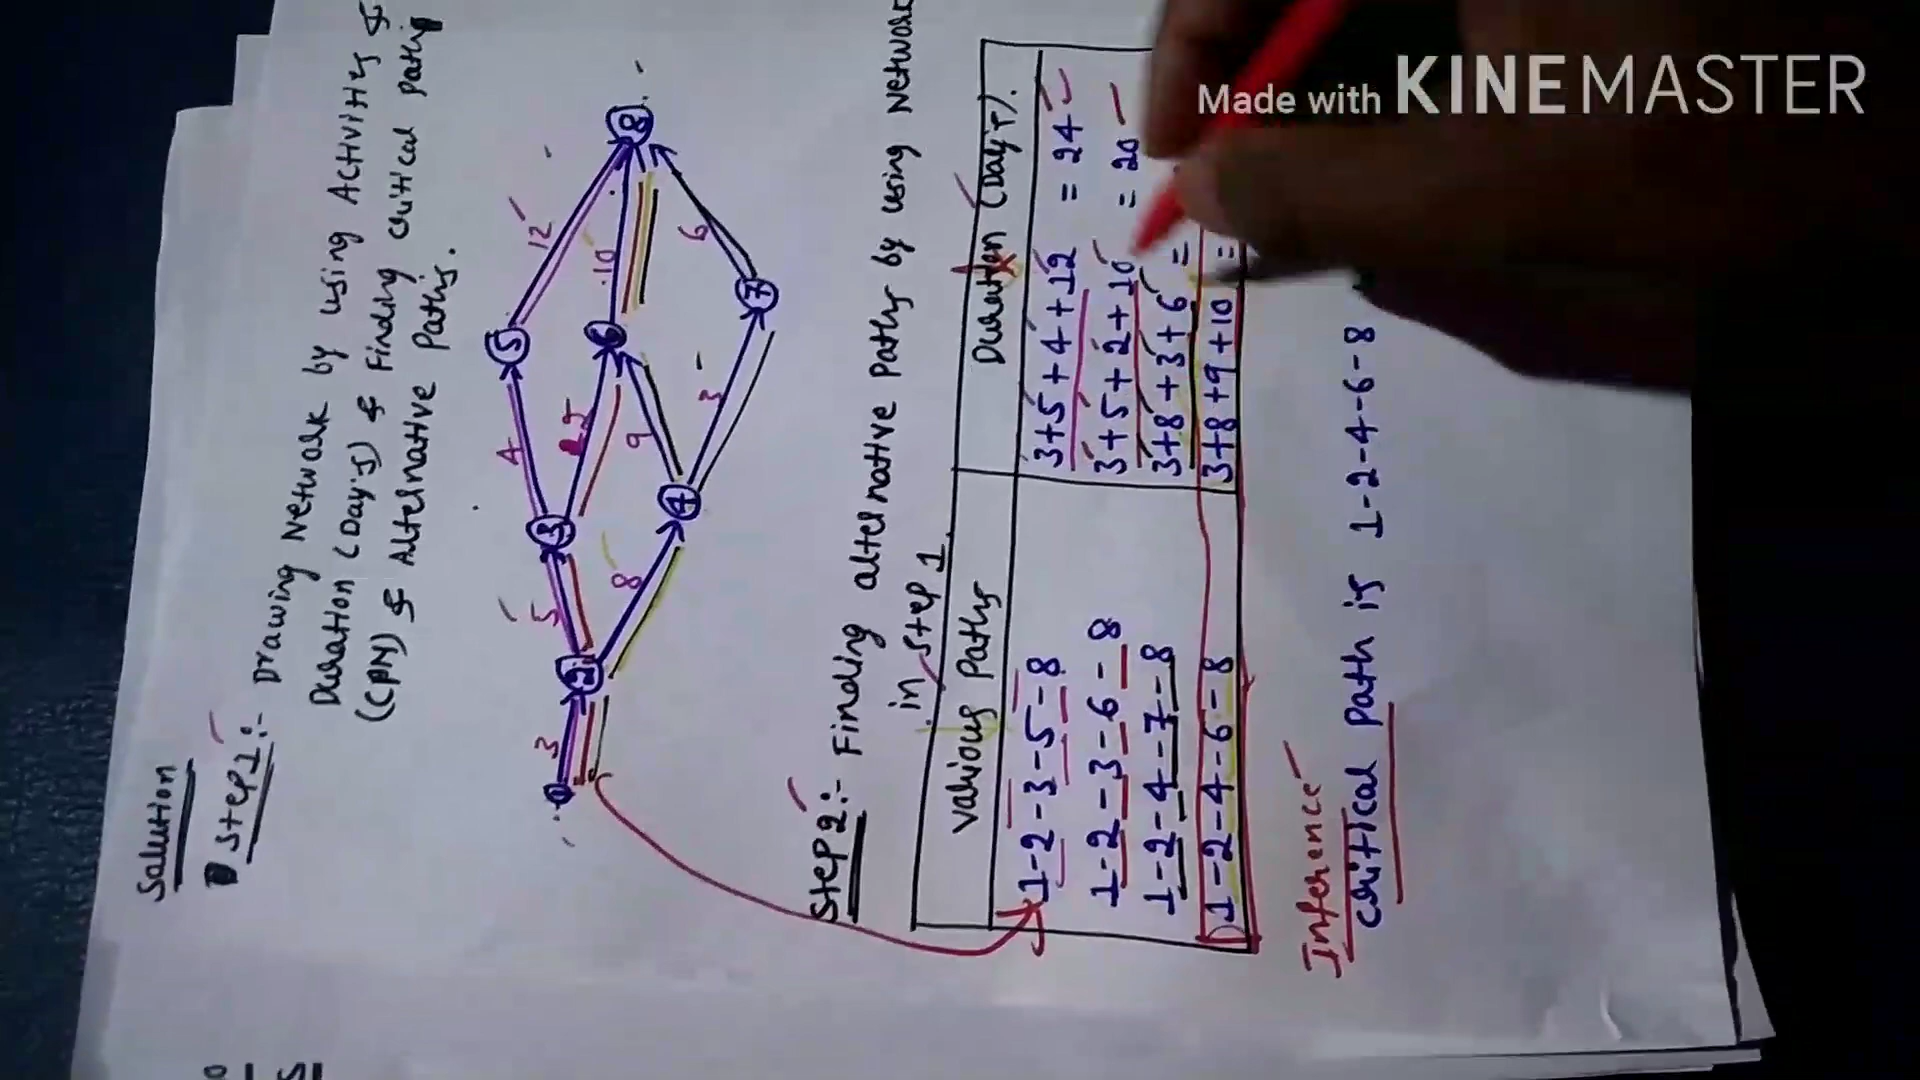 Made with KINEMASTER
Solution
Step 1:- Drawing Network by using Activities &
Duration (Days) & Finding critical path
(CPM) & Alternative Paths.
1
2
3
4
5
6
7
8
3
5
8
4
2
9
3
12
10
6
Step 2:- Finding alternative Paths by using Network
in Step 1.
Various Paths Duration (Days).
1-2-3-5-8 3+5+4+12 = 24
1-2-3-6-8 3+5+2+10 = 20
1-2-4-7-8 3+8+3+6 =
1-2-4-6-8 3+8+9+10 =
Inference
Critical Path is 1-2-4-6-8